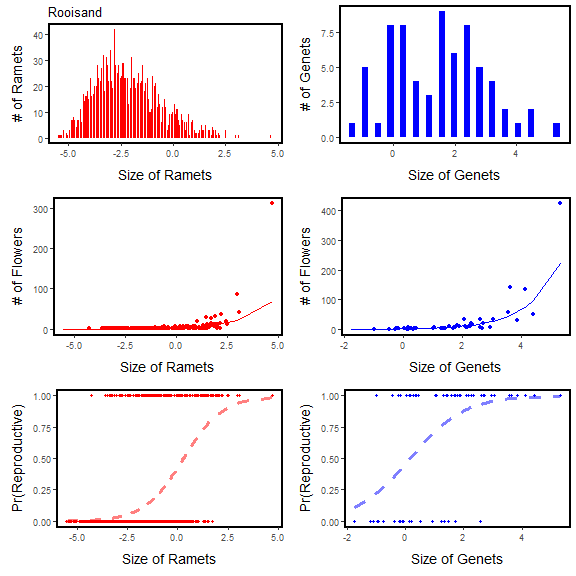 Rooisand
# of Ramets
40
30
20
10
0
-5.0 -2.5 0.0 2.5 5.0
Size of Ramets
# of Genets
7.5
5.0
2.5
0.0
0 2 4
Size of Genets
# of Flowers
300
200
100
0
-5.0 -2.5 0.0 2.5 5.0
Size of Ramets
# of Flowers
400
300
200
100
0
-2 0 2 4
Size of Genets
Pr(Reproductive)
1.00
0.75
0.50
0.25
0.00
-5.0 -2.5 0.0 2.5 5.0
Size of Ramets
Pr(Reproductive)
1.00
0.75
0.50
0.25
0.00
-2 0 2 4
Size of Genets